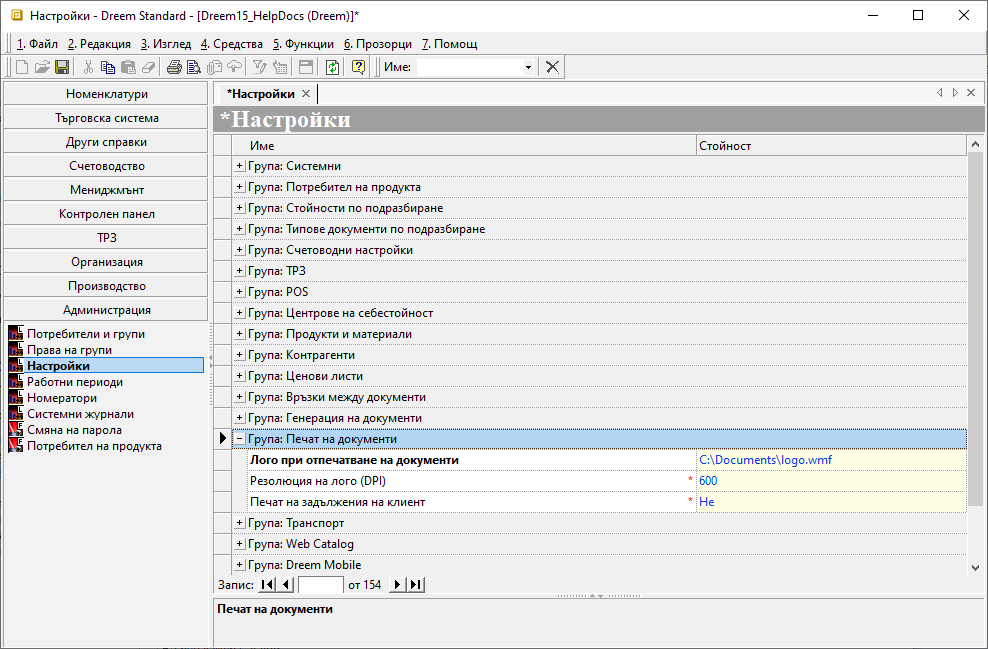 Настройки - Dreem Standard - [Dreem15_HelpDocs (Dreem)]*
1. Файл 2. Редакция 3. Изглед 4. Средства 5. Функции 6. Прозорци 7. Помощ
Име:
Номенклатури
Търговска система
Други справки
Счетоводство
Мениджмънт
Контролен панел
ТРЗ
Организация
Производство
Администрация
Потребители и групи
Права на групи
Настройки
Работни периоди
Номератори
Системни журнали
Смяна на парола
Потребител на продукта
*Настройки
*Настройки
Име Стойност
Група: Системни
Група: Потребител на продукта
Група: Стойности по подразбиране
Група: Типове документи по подразбиране
Група: Счетоводни настройки
Група: ТРЗ
Група: POS
Група: Центрове на себестойност
Група: Продукти и материали
Група: Контрагенти
Група: Ценови листи
Група: Връзки между документи
Група: Генерация на документи
Група: Печат на документи
Лого при отпечатване на документи C:\Documents\logo.wmf
Резолюция на лого (DPI) * 600
Печат на задължения на клиент * Не
Група: Транспорт
Група: Web Catalog
Група: Dreem Mobile
Запис: от 154
Печат на документи